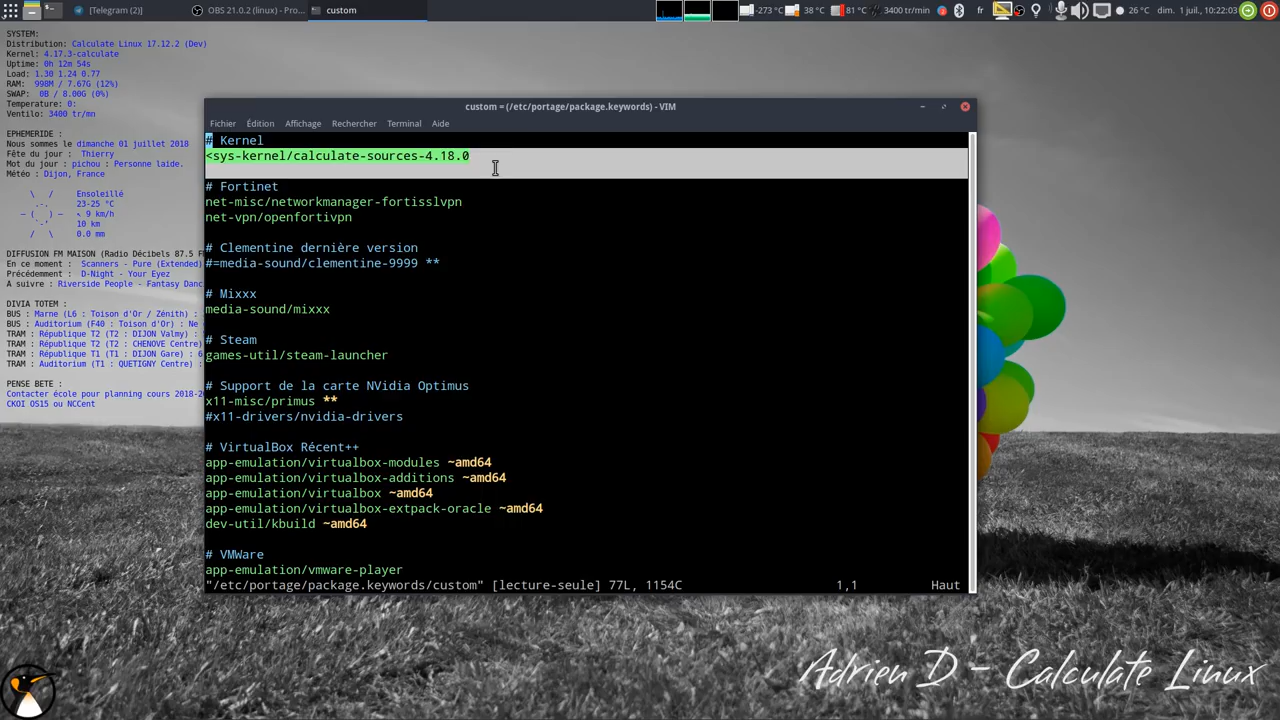 [Telegram (2)]
OBS 21.0.2 (linux) - Pro...
custom
-273 °C
38 °C
81 °C
3400 tr/min
fr
26 °C
dim. 1 juil., 10:22:03
SYSTEM:
Distribution: Calculate Linux 17.12.2 (Dev)
Kernel: 4.17.3-calculate
Uptime: 0h 12m 54s
Load: 1.30 1.24 0.77
RAM: 998M / 7.67G (12%)
SWAP: 0B / 8.00G (0%)
Temperature: 0:
Ventilo: 3400 tr/mn
EPHEMERIDE :
Nous sommes le dimanche 01 juillet 2018
Fête du jour : Thierry
Mot du jour : pichou : Personne laide.
Météo : Dijon, France
Ensoleillé
23-25 °C
↖ 9 km/h
10 km
0.0 mm
DIFFUSION FM MAISON (Radio Décibels 87.5 F
En ce moment : Scanners - Pure (Extended)
Précédemment : D-Night - Your Eyez
A suivre : Riverside People - Fantasy Danc
DIVIA TOTEM :
BUS : Marne (L6 : Toison d'Or / Zénith) :
BUS : Auditorium (F40 : Toison d'Or) : Ne
TRAM : République T2 (T2 : DIJON Valmy) :
TRAM : République T2 (T2 : CHENOVE Centre)
TRAM : République T1 (T1 : DIJON Gare) : 6
TRAM : Auditorium (T1 : QUETIGNY Centre) :
PENSE BETE :
Contacter école pour planning cours 2018-2
CKOI OS15 ou NCCent
custom = (/etc/portage/package.keywords) - VIM
Fichier Édition Affichage Rechercher Terminal Aide
# Kernel
<sys-kernel/calculate-sources-4.18.0
# Fortinet
net-misc/networkmanager-fortisslvpn
net-vpn/openfortivpn
# Clementine dernière version
#=media-sound/clementine-9999 **
# Mixxx
media-sound/mixxx
# Steam
games-util/steam-launcher
# Support de la carte NVidia Optimus
x11-misc/primus **
#x11-drivers/nvidia-drivers
# VirtualBox Récent++
app-emulation/virtualbox-modules ~amd64
app-emulation/virtualbox-additions ~amd64
app-emulation/virtualbox ~amd64
app-emulation/virtualbox-extpack-oracle ~amd64
dev-util/kbuild ~amd64
# VMWare
app-emulation/vmware-player
"/etc/portage/package.keywords/custom" [lecture-seule] 77L, 1154C 1,1 Haut
Adrien D - Calculate Linux